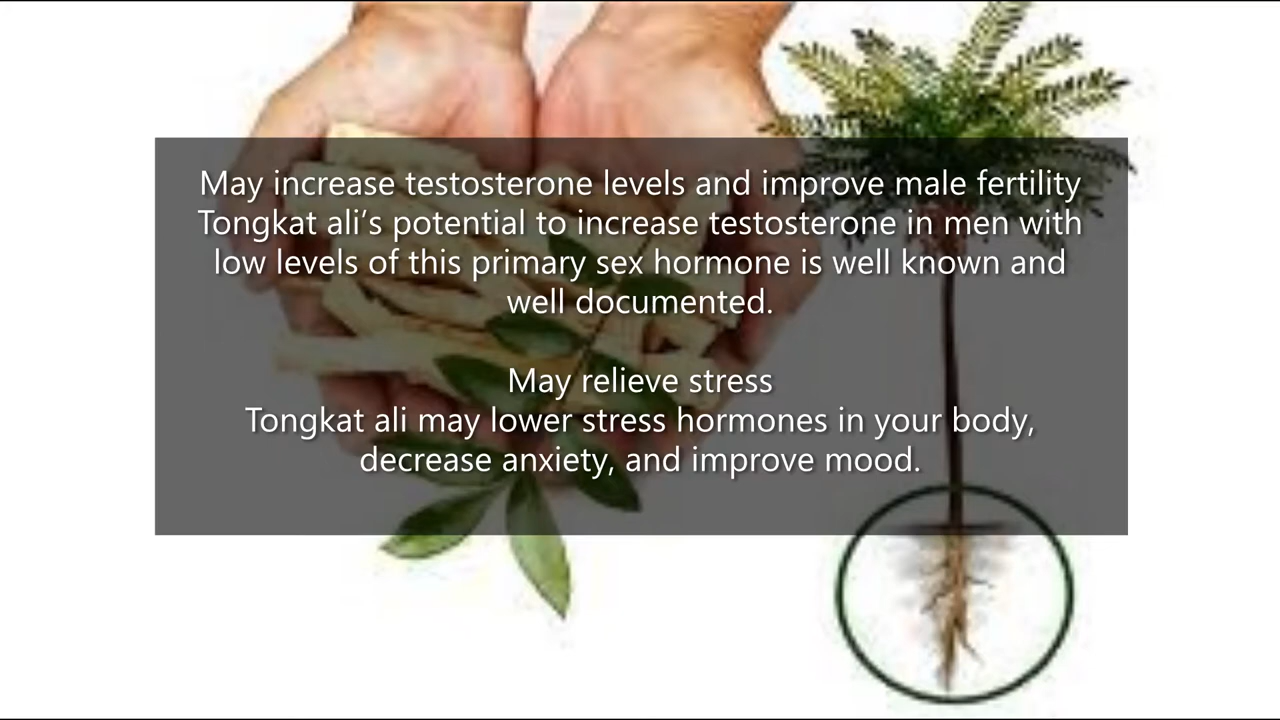 May increase testosterone levels and improve male fertility
Tongkat ali’s potential to increase testosterone in men with
low levels of this primary sex hormone is well known and
well documented.
May relieve stress
Tongkat ali may lower stress hormones in your body,
decrease anxiety, and improve mood.